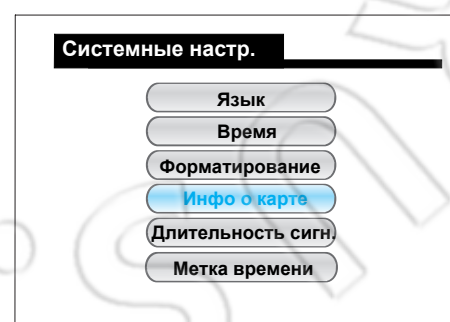 Системные настр.
Язык
Время
Форматирование
Инфо о карте
Длительность сигн.
Метка времени